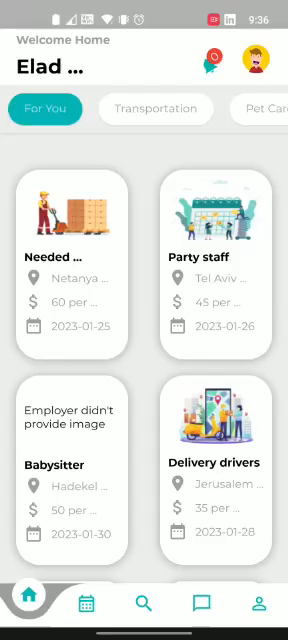 9:36
Welcome Home
Elad ...
For You
Transportation
Pet Car
Needed ...
Netanya ...
60 per ...
2023-01-25
Party staff
Tel Aviv ...
45 per ...
2023-01-26
Employer didn't
provide image
Babysitter
Hadekel ...
50 per ...
2023-01-30
Delivery drivers
Jerusalem ...
35 per ...
2023-01-28